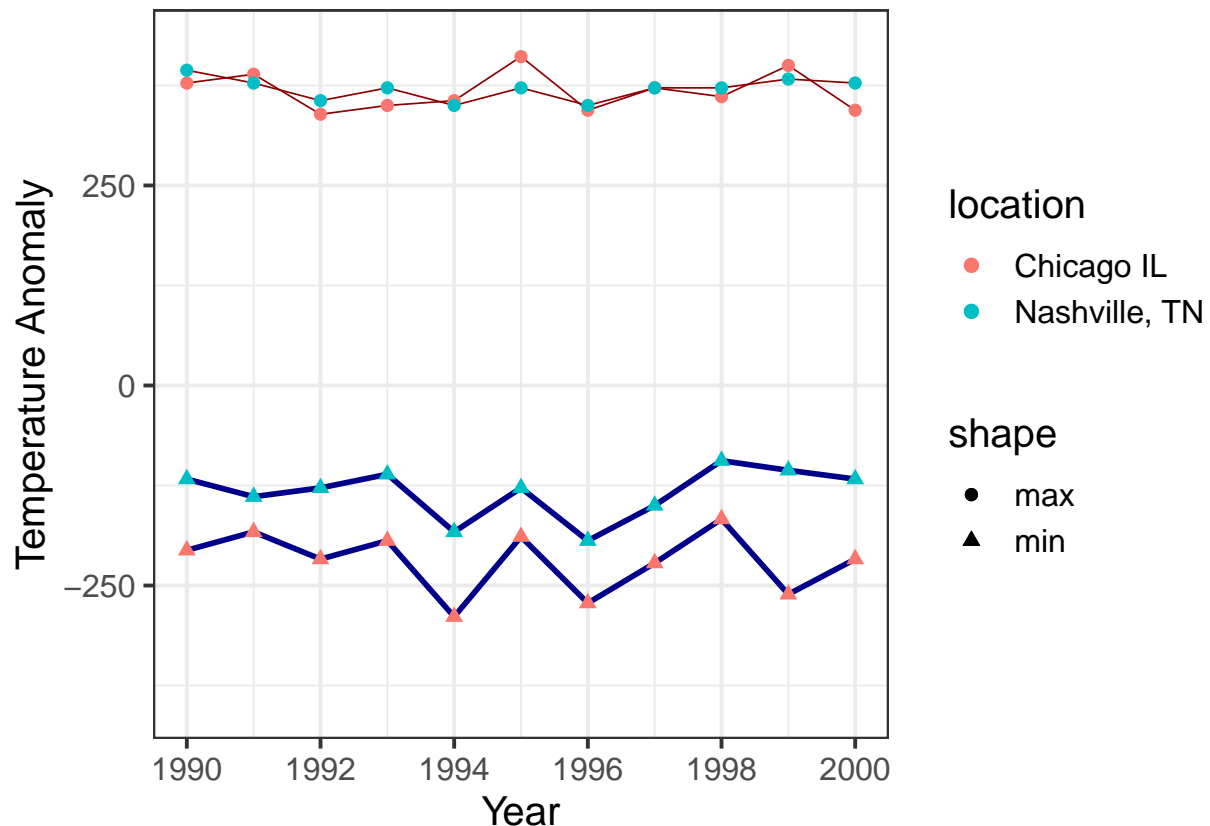 250
0
−250
Temperature Anomaly
1990
1992
1994
1996
1998
2000
Year
location
Chicago IL
Nashville, TN
shape
max
min